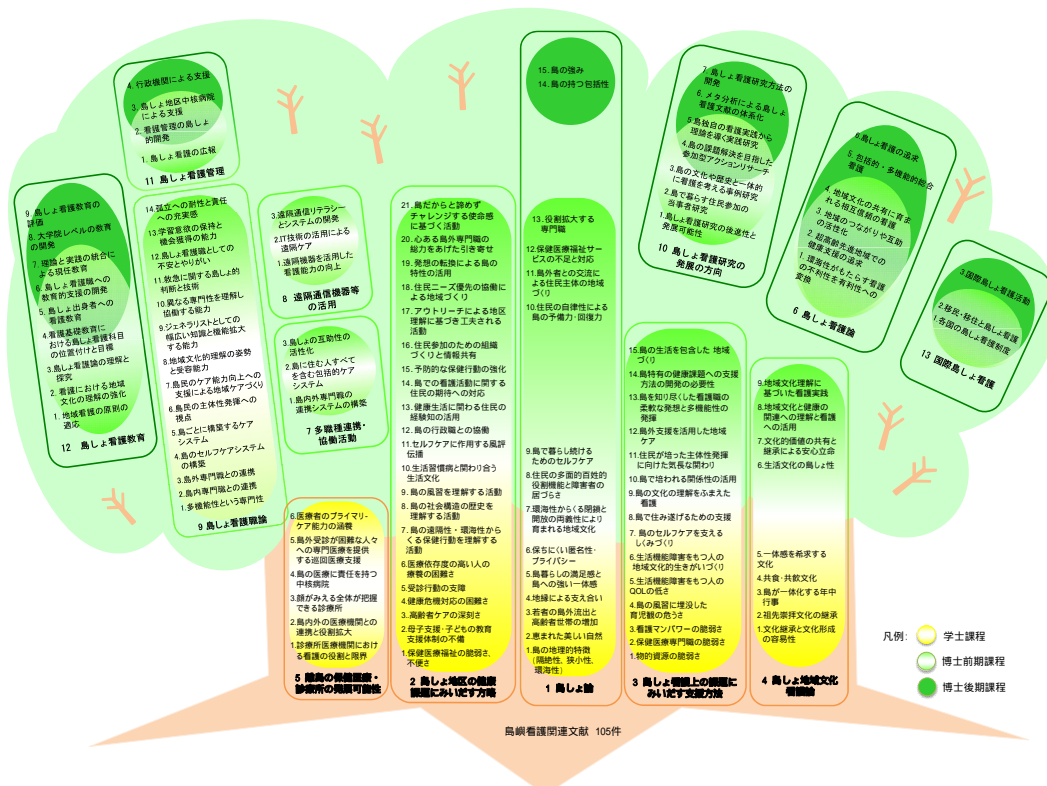 4. 行政機関による支援
3. 島しょ地区中核病院
による支援
2. 看護管理の島しょ
的開発
1. 島しょ看護の広報
11 島しょ看護管理
9. 島しょ看護教育の
評価
8. 大学院レベルの教育
の開発
7. 理論と実践の統合に
よる現任教育
6. 島しょ看護職への
教育的支援の開発
5. 島しょ出身者への
看護教育
4.看護基礎教育に
おける島しょ看護科目
の位置付けと目標
3.島しょ看護論の理解と
探究
2. 看護における地域
文化の理解の強化
1. 地域看護の原則の
適応
12 島しょ看護教育
14 孤立への耐性と責任
への充実感
13.学習意欲の保持と
機会獲得の能力
12.島しょ看護職としての
不安とやりがい
11.救急に関する島しょ的
判断と技術
10.異なる専門性を理解し
協働する能力
9.ジェネラリストとしての
幅広い知識と機能拡大
する能力
8.地域文化的理解の姿勢
と受容能力
7.島民のケア能力向上への
支援による地域ケアづくり
6.島民の主体性発揮への
視点
5.島ごとに構築するケア
システム
4.島のセルフケアシステム
の構築
3.島外専門職との連携
2.島内専門職との連携
1.多機能性という専門性
9 島しょ看護職論
3.遠隔通信リテラシー
とシステムの開発
2.IT技術の活用による
遠隔ケア
1.遠隔機器を活用した
看護能力の向上
8 遠隔通信機器等
の活用
3.島しょの互助性の
活性化
2.島に住む人すべて
を含む包括的ケア
システム
1.島内外専門職の
連携システムの構築
7 多職種連携・
協働活動
6.医療者のプライマリ-
ケア能力の涵養
5.島外受診が困難な人々
への専門医療を提供
する巡回医療支援
4.島の医療に責任を持つ
中核病院
3.顔がみえる全体が把握
できる診療所
2.島内外の医療機関との
連携と役割拡大
1.診療所医療機関における
看護の役割と限界
5 離島の保健医療・
診療所の発展可能性
21.島だからと諦めず
チャレンジする使命感
に基づく活動
20.心ある島外専門職の
総力をあげた引き寄せ
19.発想の転換による島の
特性の活用
18.住民ニーズ優先の協働
による地域づくり
17.アウトリーチによる地区
理解に基づき工夫される
活動
16.住民参加のための組織
づくりと情報共有
15.予防的な保健行動の強化
14.島での看護活動に関する
住民の期待への対応
13.健康生活に関わる住民の
経験知の活用
12.島の行政職との協働
11.セルフケアに作用する風評
伝播
10.生活習慣病と関わり合う
生活文化
9.島の風習を理解する活動
8.島の社会構造の歴史を
理解する活動
7.島の遠隔性・環海性から
くる保健行動を理解する
活動
6.医療依存度の高い人の
療養の困難さ
5.受診行動の支障
4.健康危機対応の困難さ
3.高齢者ケアの深刻さ
2.母子支援・子どもの教育
支援体制の不備
1.保健医療福祉の脆弱さ、
不便さ
2 島しょ地区の健康
課題にみいだす方略
15.島の強み
14.島の持つ包括性
13.役割拡大する
専門職
12.保健医療福祉サー
ビスの不足と対応
11.島外者との交流に
よる住民主体の地域
づくり
10.住民の自律性による
島の予備力・回復力
9.島で暮らし続ける
ためのセルフケア
8.住民の多面的百姓的
役割機能と障害者の
居づらさ
7.環海性からくる閉鎖と
開放の両義性により
育まれる地域文化
6.保ちにくい匿名性・
プライバシー
5.島暮らしの満足感と
島への強い一体感
4.地縁による支え合い
3.若者の島外流出と
高齢者世帯の増加
2.恵まれた美しい自然
1.島の地理的特徴
(隔絶性、狭小性、
環海性)
1 島しょ論
7. 島しょ看護研究方法の
開発
6. メタ分析による島しょ
看護文献の体系化
5.島独自の看護実践から
理論を導く実践研究
4.島の課題解決を目指した
参加型アクションリサーチ
3.島の文化や歴史と一体的
に看護を考える事例研究
2.島で暮らす住民参加の
当事者研究
1.島しょ看護研究の後進性と
発展可能性
10 島しょ看護研究の
発展の方向
15.島の生活を包含した 地域
づくり
14.島特有の健康課題への支援
方法の開発の必要性
13.島を知り尽くした看護職の
柔軟な発想と多機能性の
発揮
12.島外支援を活用した地域
ケア
11.住民が培った主体性発揮
に向けた気長な関わり
10.島で培われる関係性の活用
9.島の文化の理解をふまえた
看護
8.島で住み遂げるための支援
7. 島のセルフケアを支える
しくみづくり
6.生活機能障害をもつ人の
地域文化的生きがいづくり
5.生活機能障害をもつ人の
QOLの低さ
4.島の風習に埋没した
育児観の危うさ
3.看護マンパワーの脆弱さ
2.保健医療専門職の脆弱さ
1.物的資源の脆弱さ
3 島しょ看護上の課題に
みいだす支援方法
6.島しょ看護の追求
5. 包括的・多機能的総合
看護
4. 地域文化の共有に育ま
れる相互信頼の看護
3. 地域のつながりや互助
の活性化
2. 超高齢先進地域での
健康支援の追求
1. 環海性がもたらす看護
の不利性を有利性への
変換
6 島しょ看護論
3.国際島しょ看護活動
2.移民・移住と島しょ看護
1.各国の島しょ看護制度
13 国際島しょ看護
9.地域文化理解に
基づいた看護実践
8.地域文化と健康の
関連への理解と看護
への活用
7.文化的価値の共有と
継承による安心立命
6.生活文化の島しょ性
5.一体感を希求する
文化
4.共食・共飲文化
3.島が一体化する年中
行事
2.祖先崇拝文化の継承
1.文化継承と文化形成
の容易性
4 島しょ地域文化
看護論
凡例:
学士課程
博士前期課程
博士後期課程
島嶼看護関連文献 105件